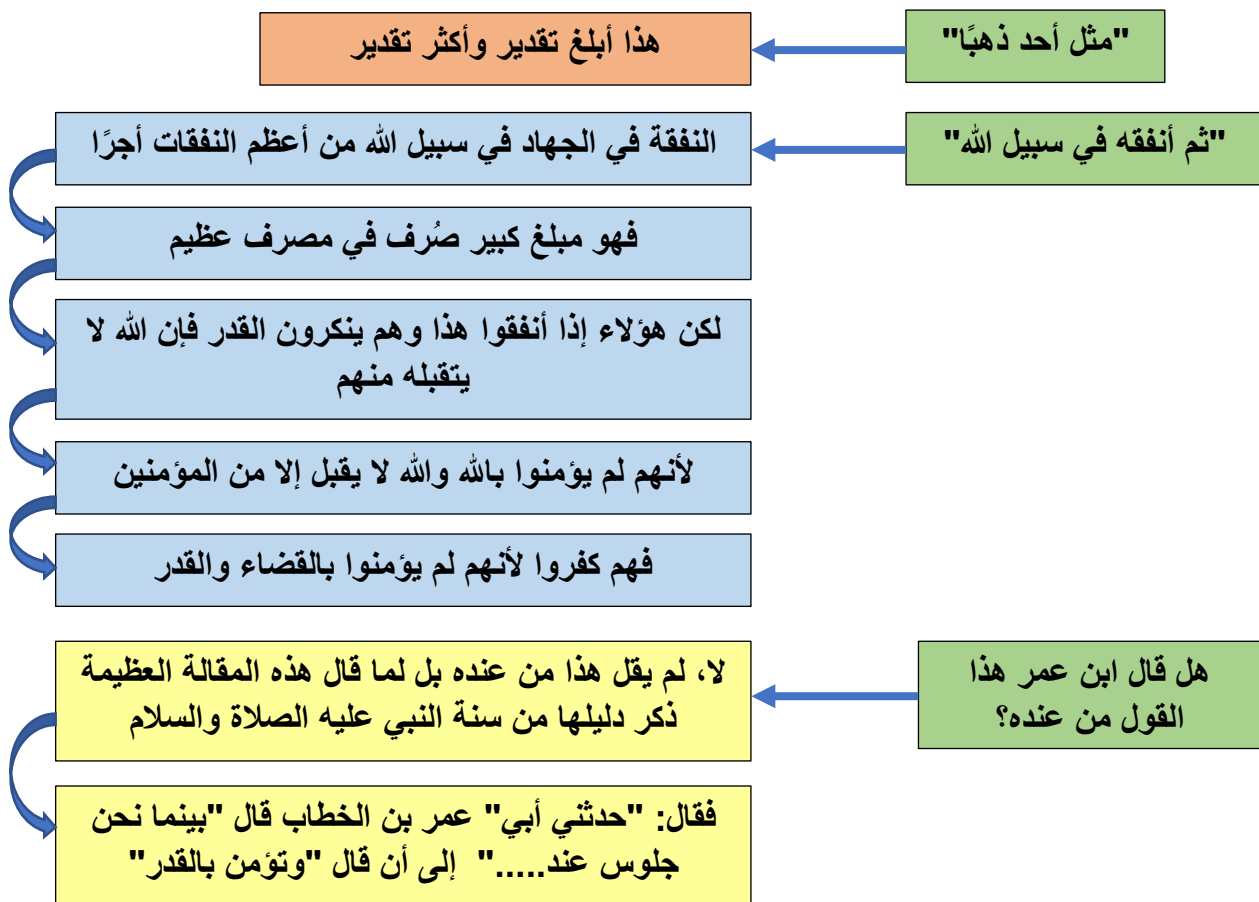 "مثل أحد ذهبًا"
هذا أبلغ تقدير وأكثر تقدير
"ثم أنفقه في سبيل الله"
النفقة في الجهاد في سبيل الله من أعظم النفقات أجرًا
فهو مبلغ كبير صُرف في مصرف عظيم
لكن هؤلاء إذا أنفقوا هذا وهم ينكرون القدر فإن الله لا
يتقبله منهم
لأنهم لم يؤمنوا بالله والله لا يقبل إلا من المؤمنين
فهم كفروا لأنهم لم يؤمنوا بالقضاء والقدر
هل قال ابن عمر هذا
القول من عنده؟
لا، لم يقل هذا من عنده بل لما قال هذه المقالة العظيمة
ذكر دليلها من سنة النبي عليه الصلاة والسلام
فقال: "حدثني أبي" عمر بن الخطاب قال "بينما نحن
جلوس عند....." إلى أن قال "وتؤمن بالقدر"